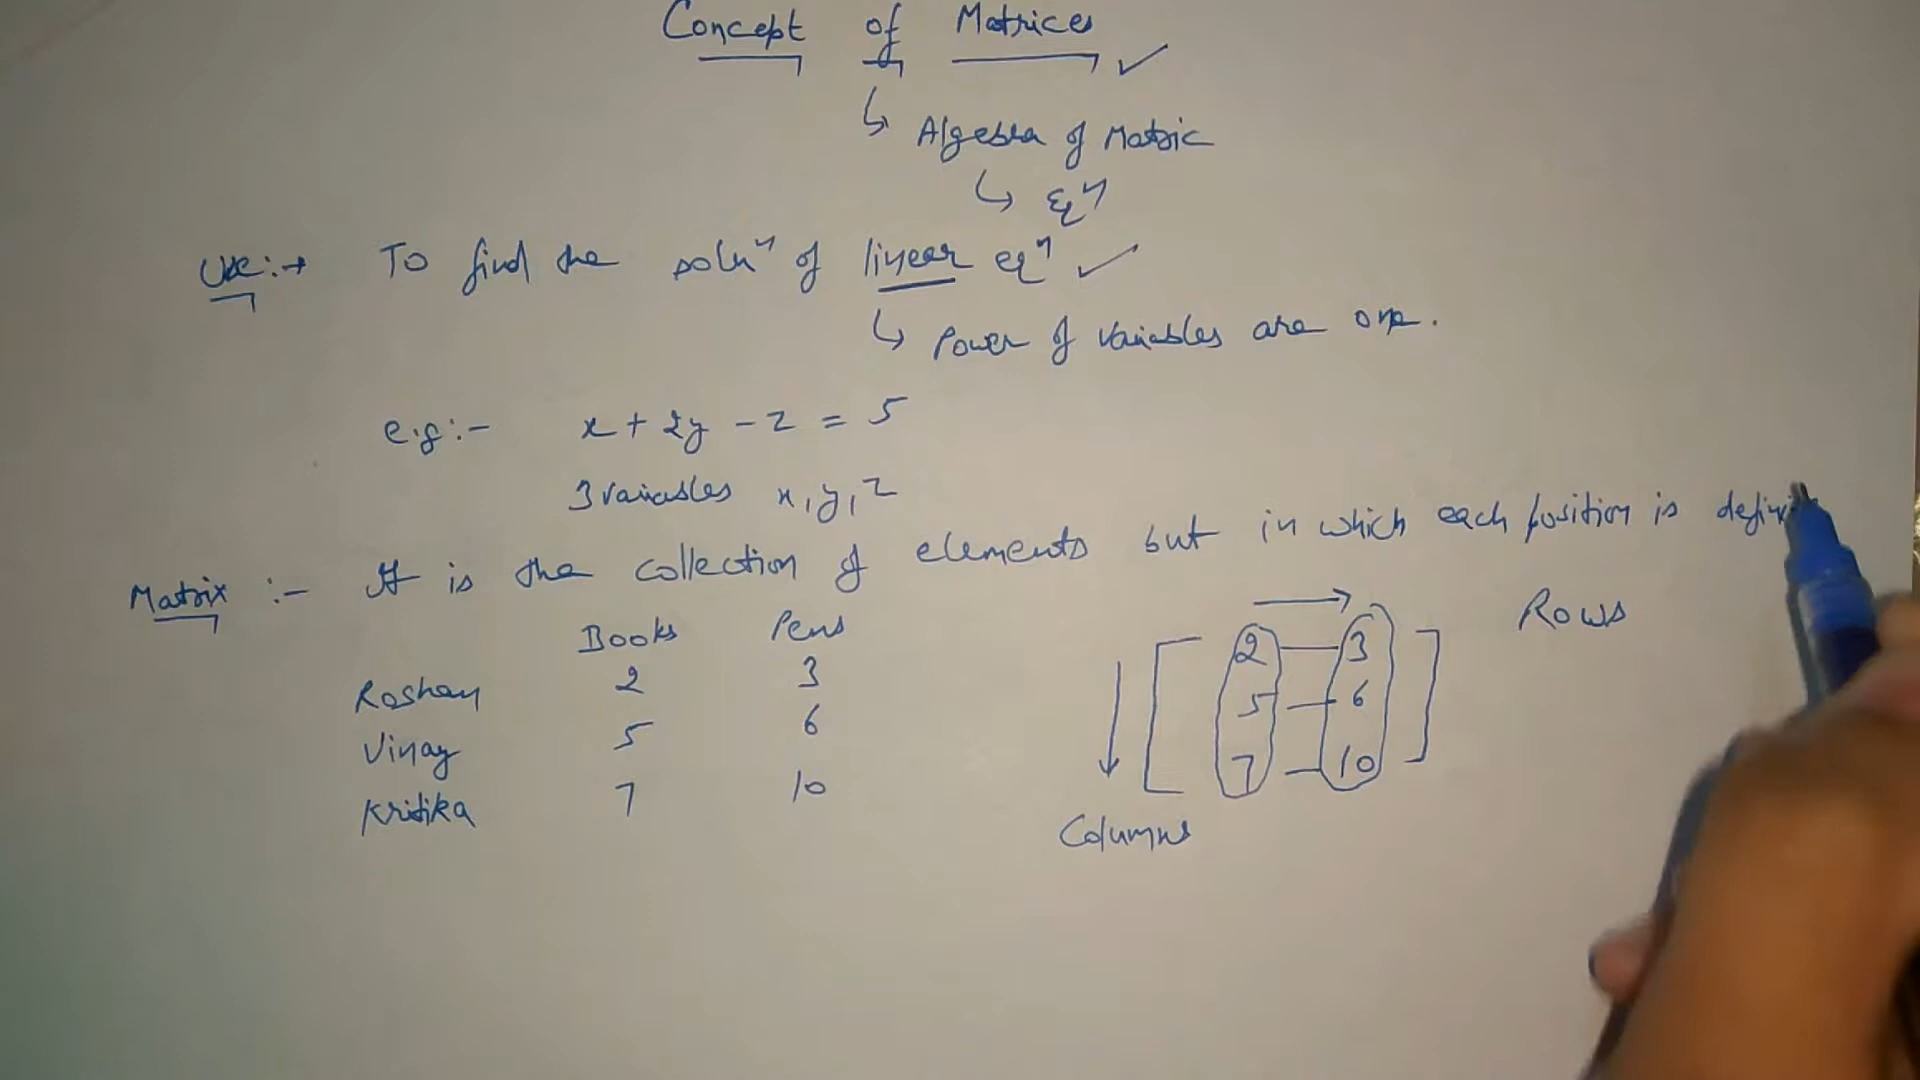 Concept of Matrices
↳ Algebra of Matric
↳ Eqⁿ
Use:→ To find the solnⁿ of linear eqⁿ
↳ Power of variables are one.
e.g:- x + 2y - z = 5
3 variables x, y, z
Matrix :- It is the collection of elements but in which each position is
Books Pens
Roshan 2 3
Vinay 5 6
Kritika 7 10
Rows
2 3
5 6
7 10
Columns